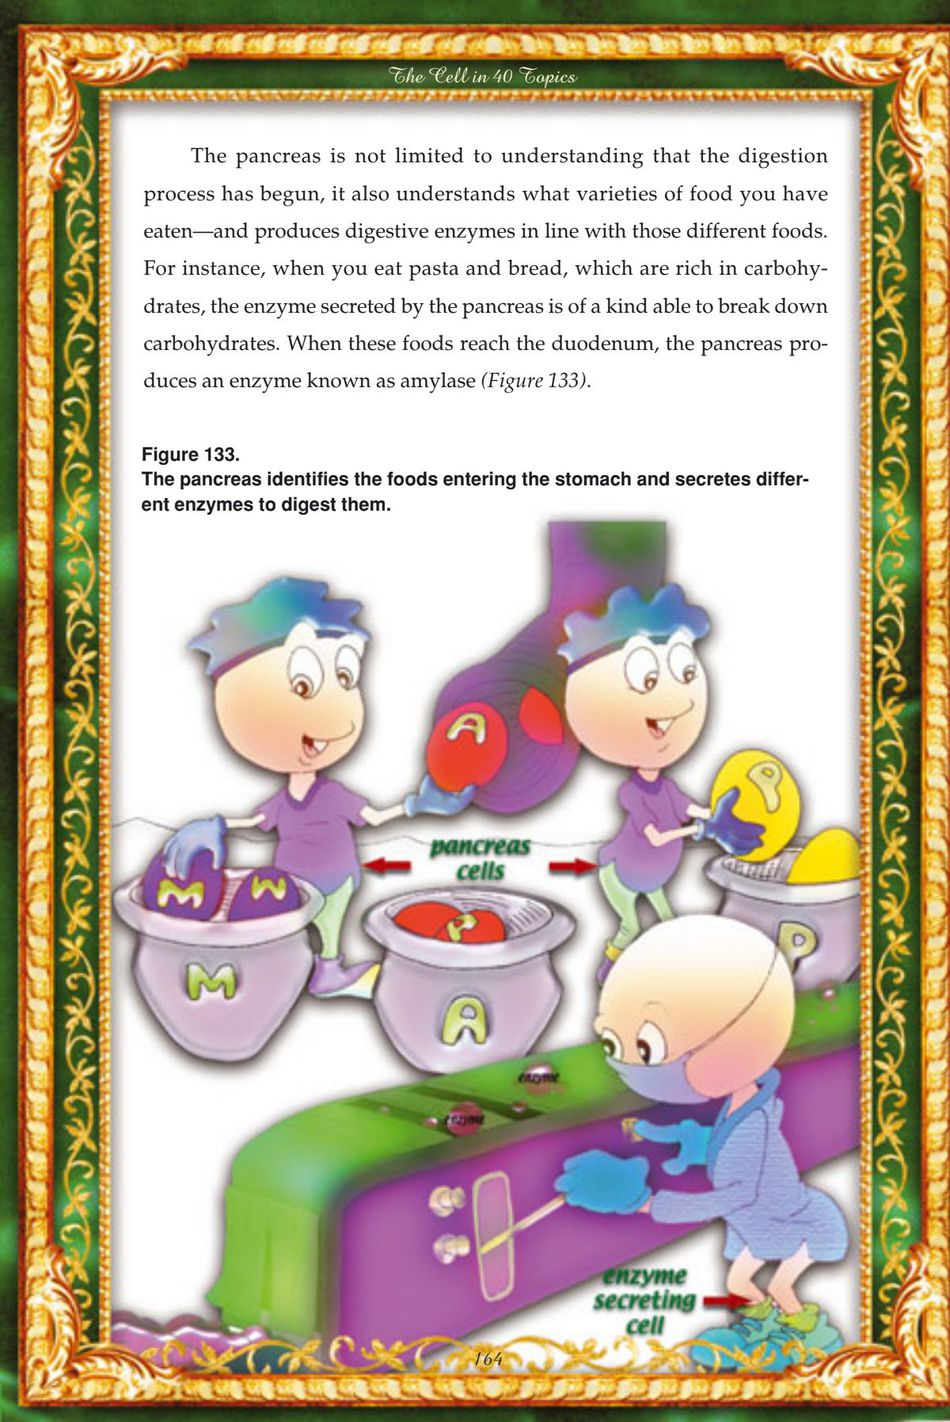 The Cell in 40 Topics
The pancreas is not limited to understanding that the digestion
process has begun, it also understands what varieties of food you have
eaten—and produces digestive enzymes in line with those different foods.
For instance, when you eat pasta and bread, which are rich in carbohy-
drates, the enzyme secreted by the pancreas is of a kind able to break down
carbohydrates. When these foods reach the duodenum, the pancreas pro-
duces an enzyme known as amylase (Figure 133).
Figure 133.
The pancreas identifies the foods entering the stomach and secretes differ-
ent enzymes to digest them.
A
P
pancreas
cells
M
M
M
A
P
enzyme
enzyme
enzyme
secreting
cell
164